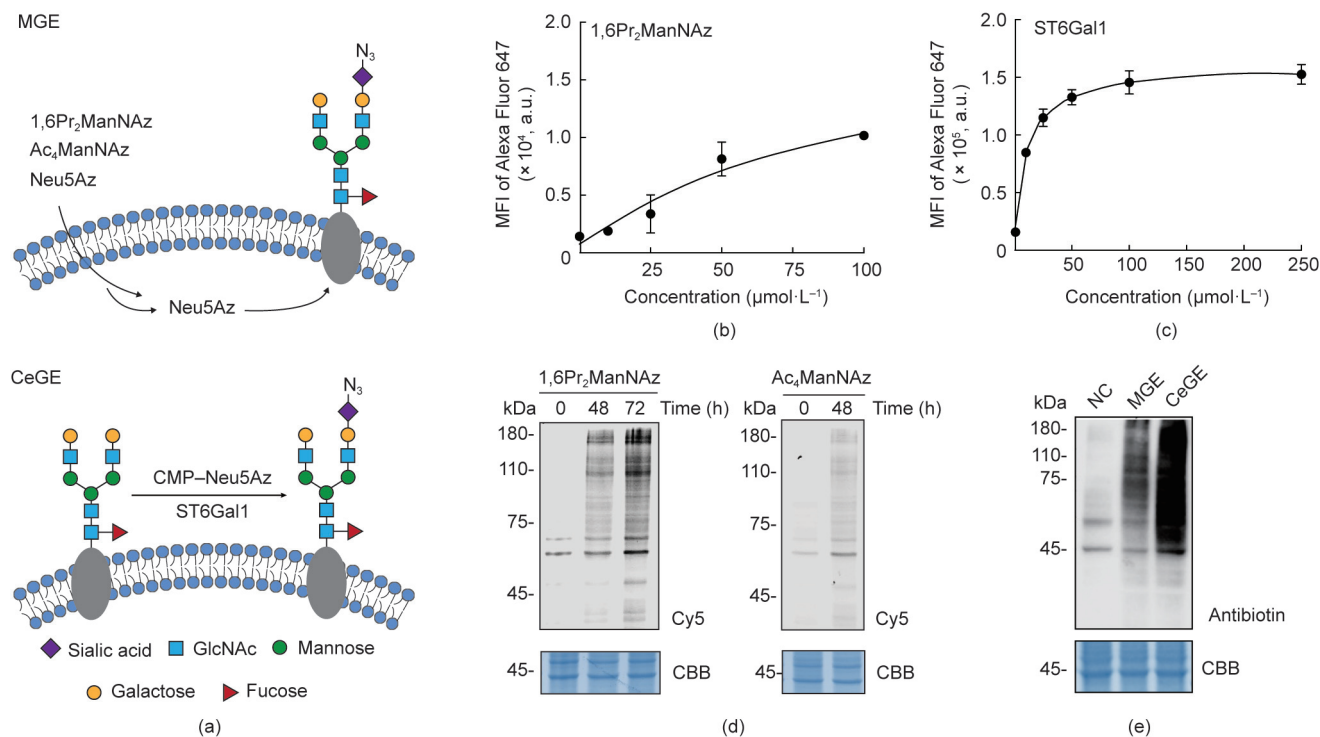 MGE
N₃
1,6Pr₂ManNAz
Ac₄ManNAz
Neu5Az
Neu5Az
CeGE
N₃
CMP–Neu5Az
ST6Gal1
Sialic acid
GlcNAc
Mannose
Galactose
Fucose
(a)
1,6Pr₂ManNAz
MFI of Alexa Fluor 647
(× 10⁴, a.u.)
2.0
1.5
1.0
0.5
0
25 50 75 100
Concentration (μmol·L⁻¹)
(b)
ST6Gal1
MFI of Alexa Fluor 647
(× 10⁵, a.u.)
2.0
1.5
1.0
0.5
0
50 100 150 200 250
Concentration (μmol·L⁻¹)
(c)
1,6Pr₂ManNAz
kDa 0 48 72 Time (h)
180-
110-
75-
45-
Cy5
45- CBB
Ac₄ManNAz
kDa 0 48 Time (h)
180-
110-
75-
45-
Cy5
45- CBB
(d)
NC MGE CeGE
kDa
180-
110-
75-
45-
Antibiotin
45- CBB
(e)